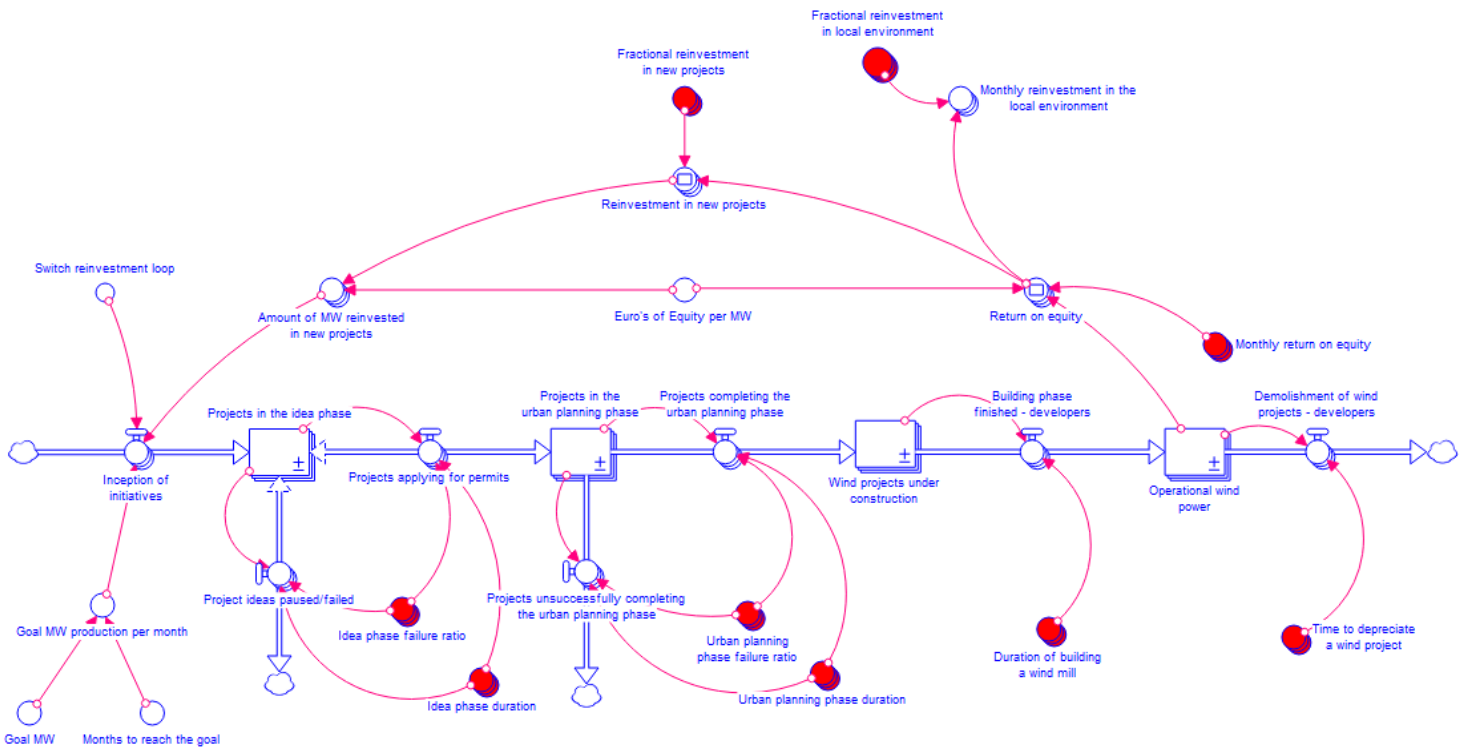 Fractional reinvestment
in local environment
Fractional reinvestment
in new projects
Monthly reinvestment in the
local environment
Reinvestment in new projects
Switch reinvestment loop
Amount of MW reinvested
in new projects
Euro's of Equity per MW
Return on equity
Monthly return on equity
Projects in the idea phase
Projects in the
urban planning phase
Projects completing the
urban planning phase
Building phase
finished - developers
Demolishment of wind
projects - developers
Inception of
initiatives
Projects applying for permits
Wind projects under
construction
Operational wind
power
Project ideas paused/failed
Projects unsuccessfully completing
the urban planning phase
Goal MW production per month
Idea phase failure ratio
Urban planning
phase failure ratio
Duration of building
a wind mill
Time to depreciate
a wind project
Idea phase duration
Urban planning phase duration
Goal MW
Months to reach the goal